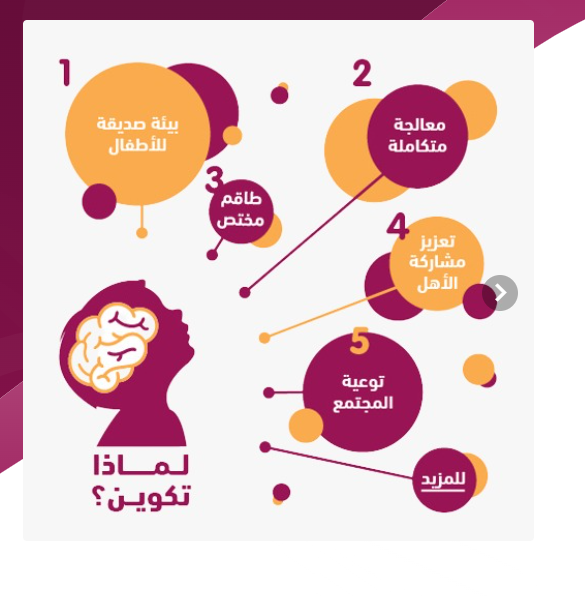 1
بيئة صديقة
للأطفال
2
معالجة
متكاملة
3
طاقم
مختص
4
تعزيز
مشاركة
الأهل
5
توعية
المجتمع
للمزيد
لمـــاذا
تكويـن؟